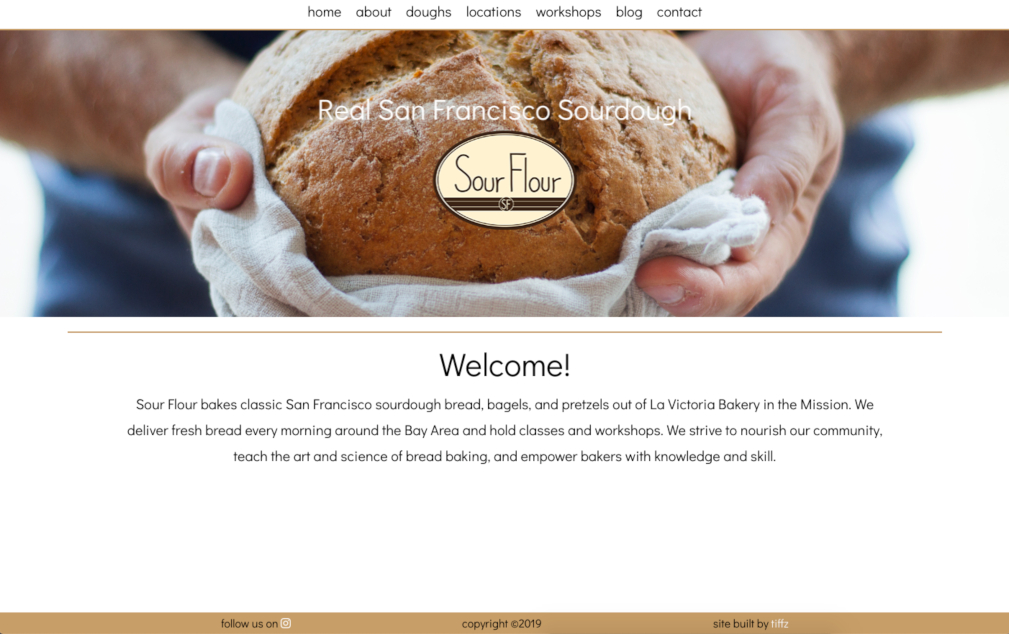 home about doughs locations workshops blog contact
Real San Francisco Sourdough
Sour Flour
SF
Welcome!
Sour Flour bakes classic San Francisco sourdough bread, bagels, and pretzels out of La Victoria Bakery in the Mission. We
deliver fresh bread every morning around the Bay Area and hold classes and workshops. We strive to nourish our community,
teach the art and science of bread baking, and empower bakers with knowledge and skill.
follow us on copyright ©2019 site built by tiffz